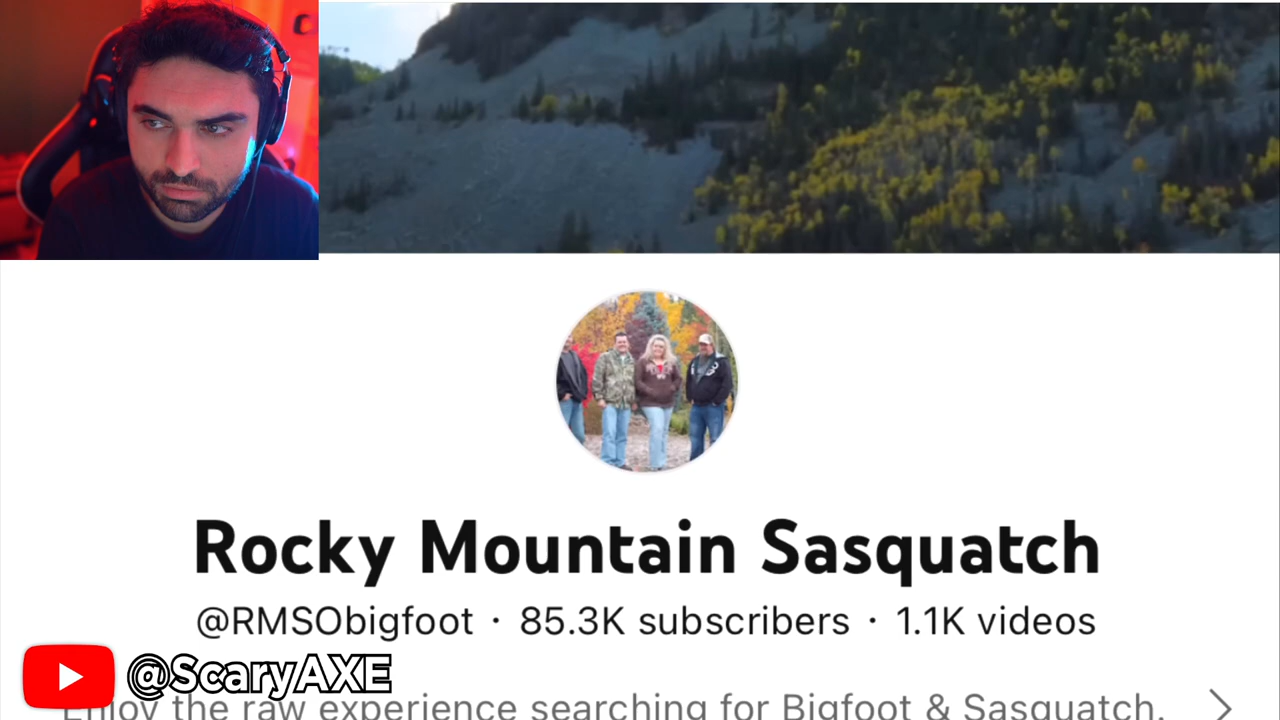 Rocky Mountain Sasquatch
@RMSObigfoot · 85.3K subscribers · 1.1K videos
@ScaryAXE
Enjoy the raw experience searching for Bigfoot & Sasquatch.